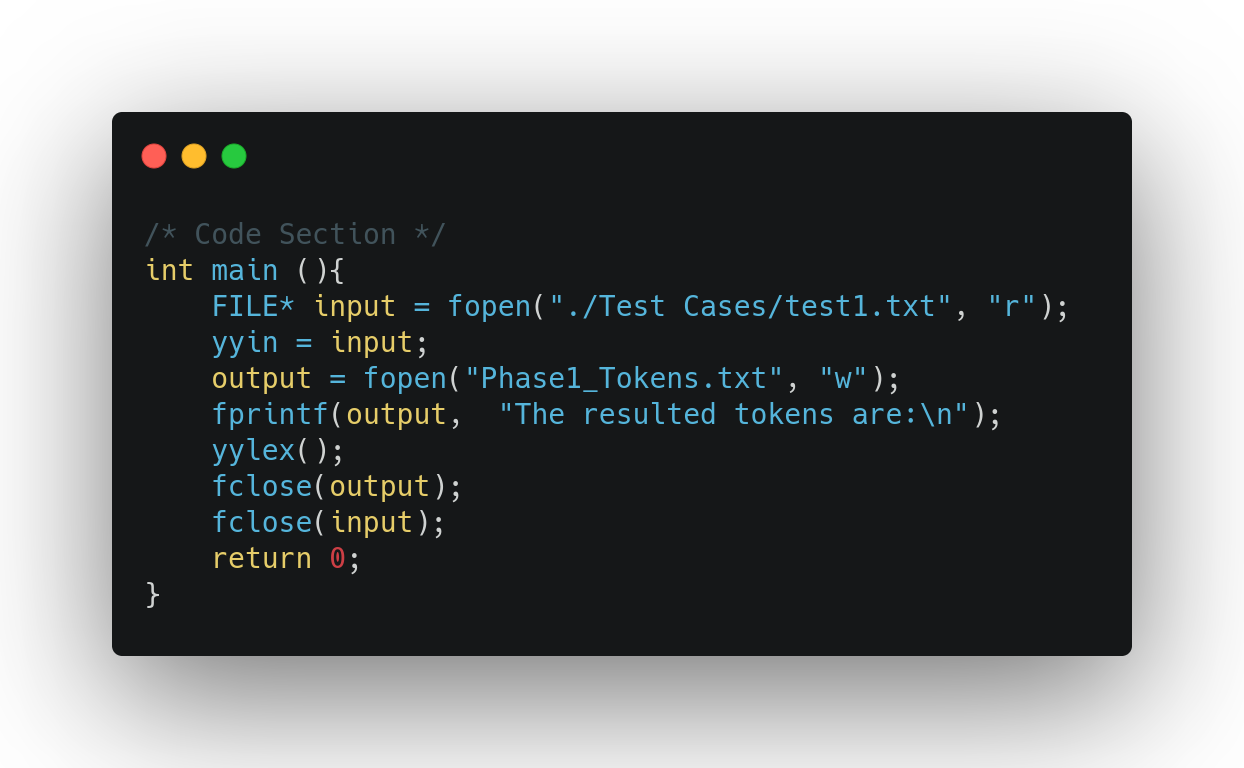 /* Code Section */
int main (){
    FILE* input = fopen("./Test Cases/test1.txt", "r");
    yyin = input;
    output = fopen("Phase1_Tokens.txt", "w");
    fprintf(output,  "The resulted tokens are:\n");
    yylex();
    fclose(output);
    fclose(input);
    return 0;
}